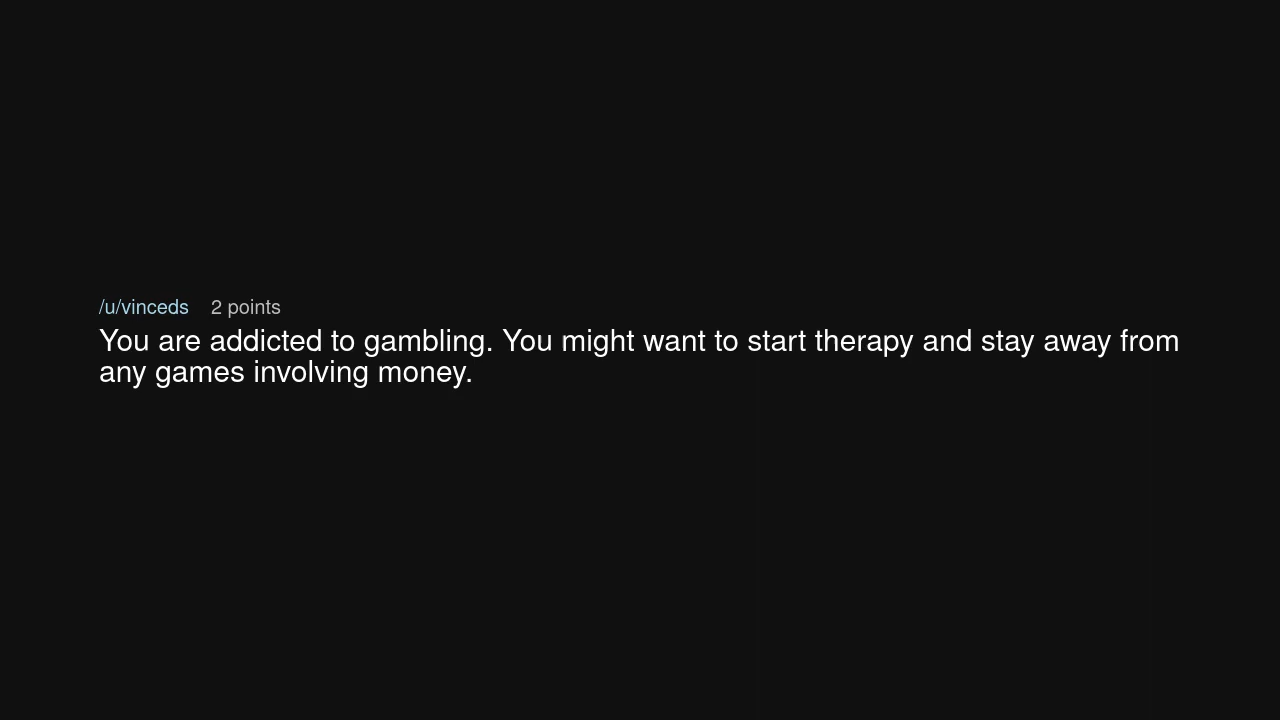 /u/vinceds 2 points
You are addicted to gambling. You might want to start therapy and stay away from
any games involving money.